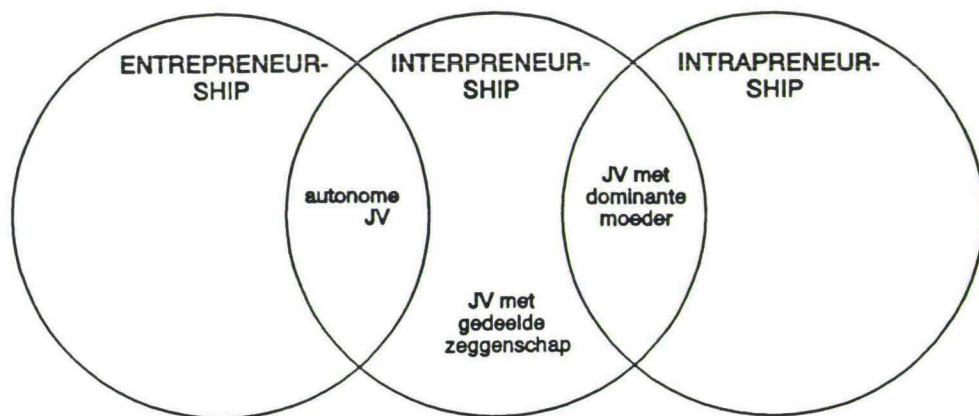 ENTREPRENEUR-
SHIP
INTERPRENEUR-
SHIP
INTRAPRENEUR-
SHIP
autonome
JV
JV met
dominante
moeder
JV met
gedeelde
zeggenschap